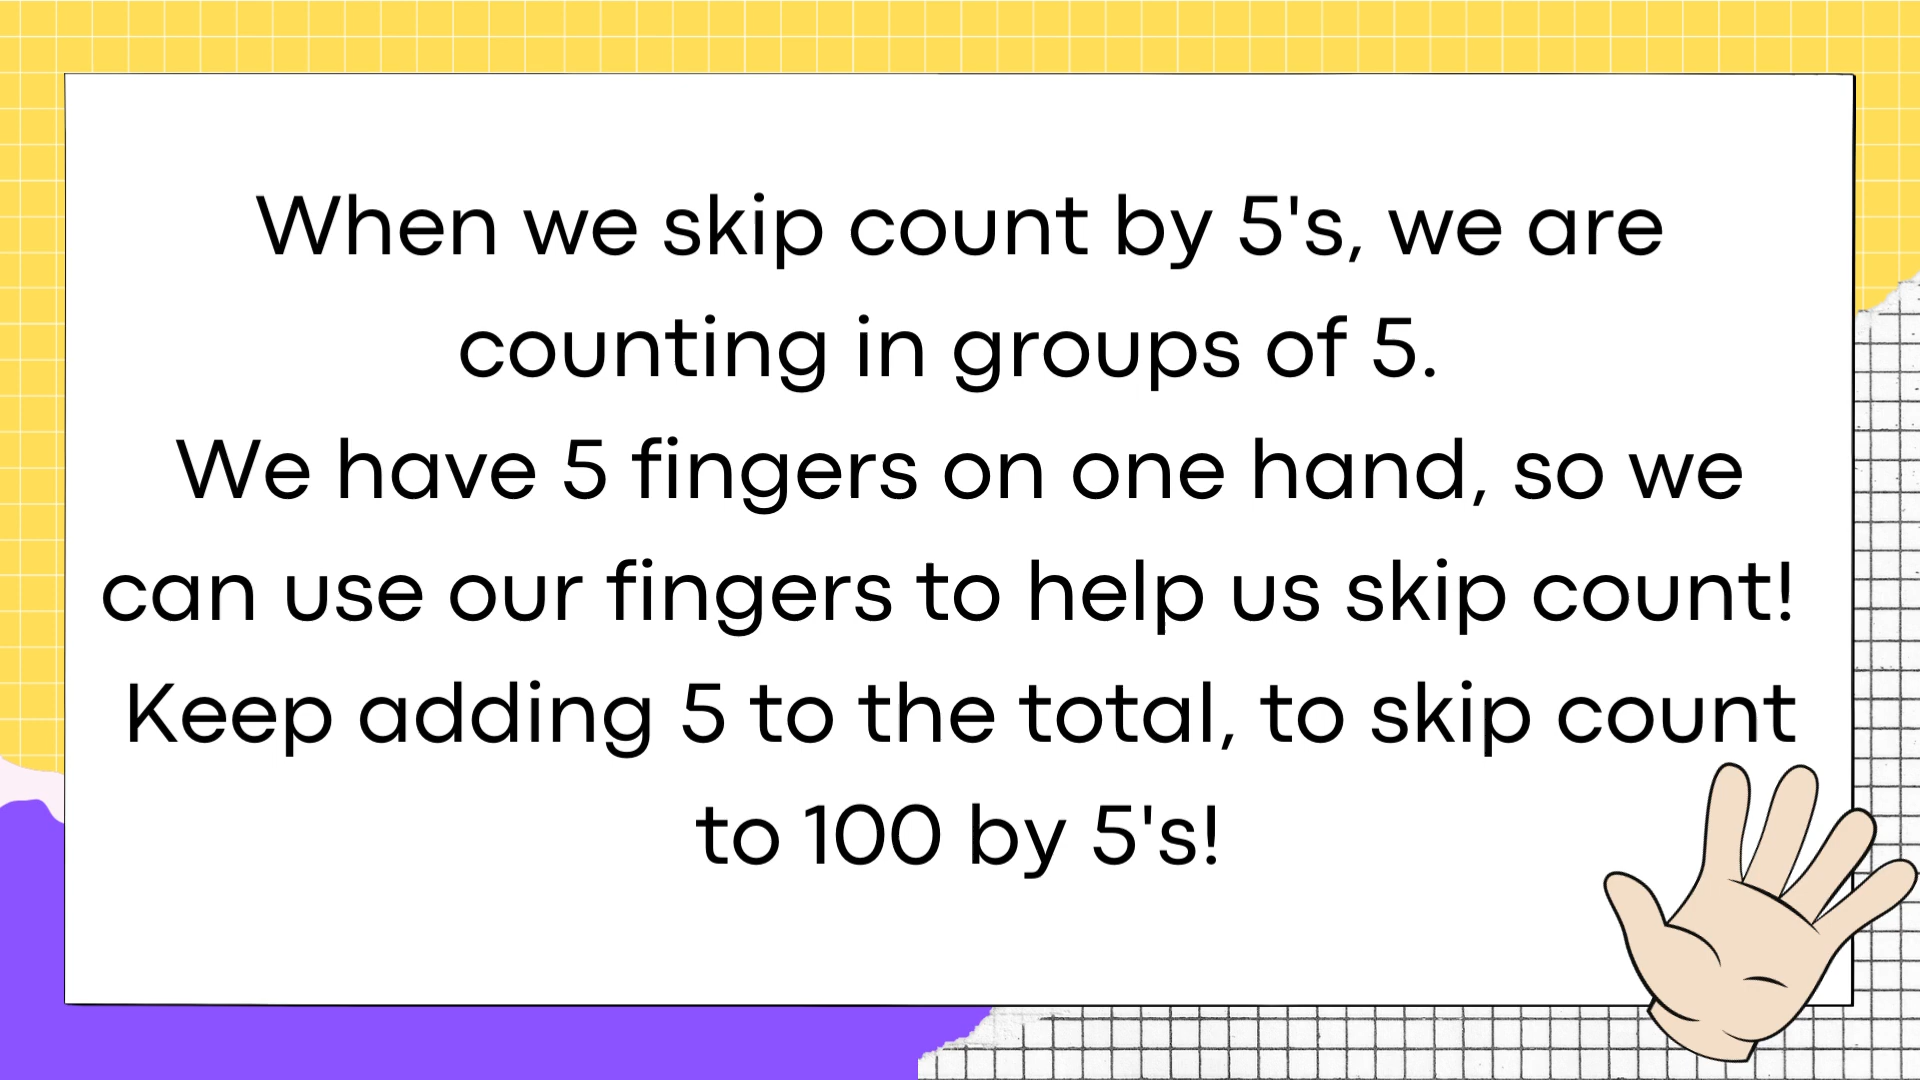 When we skip count by 5's, we are
counting in groups of 5.
We have 5 fingers on one hand, so we
can use our fingers to help us skip count!
Keep adding 5 to the total, to skip count
to 100 by 5's!